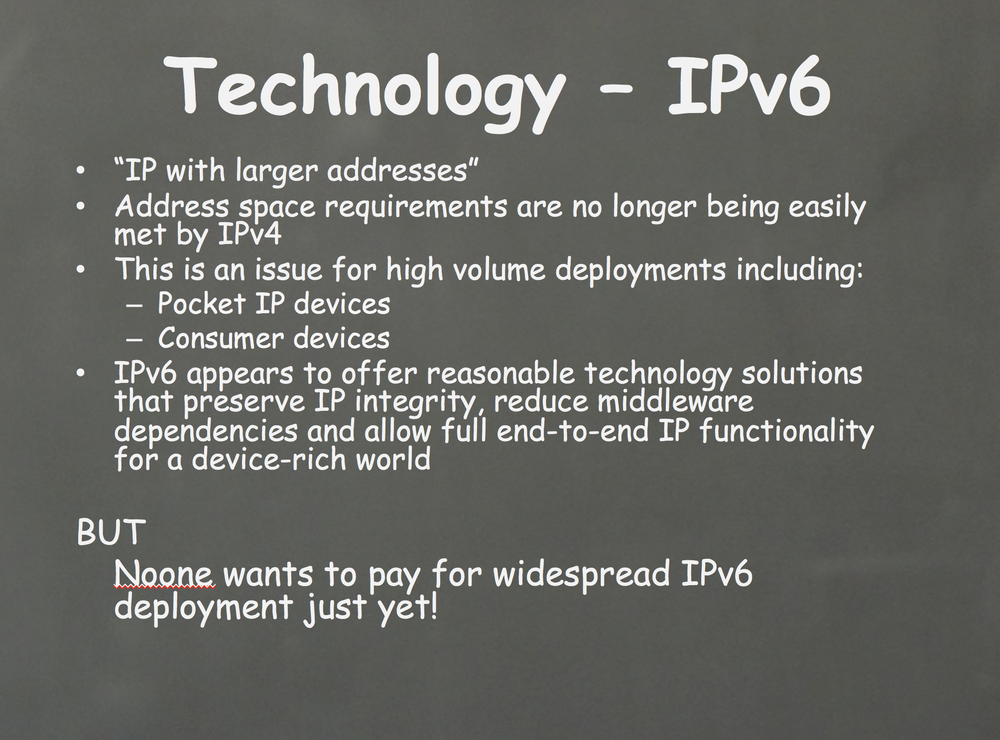 Technology – IPv6
• “IP with larger addresses”
• Address space requirements are no longer being easily
met by IPv4
• This is an issue for high volume deployments including:
– Pocket IP devices
– Consumer devices
• IPv6 appears to offer reasonable technology solutions
that preserve IP integrity, reduce middleware
dependencies and allow full end-to-end IP functionality
for a device-rich world
BUT
Noone wants to pay for widespread IPv6
deployment just yet!